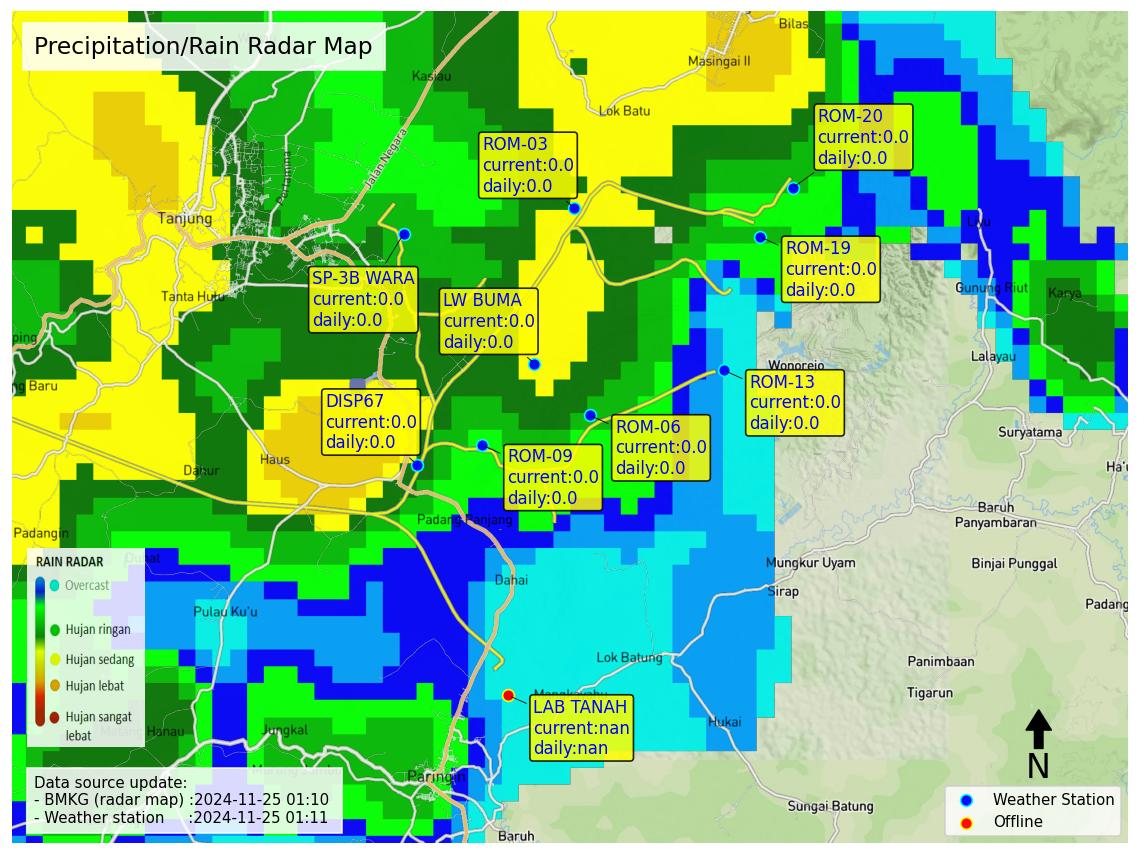 Precipitation/Rain Radar Map
Bilas
Masingai II
Kasiau
Lok Batu
Jalan Negara
ROM-20
current:0.0
daily:0.0
ROM-03
current:0.0
daily:0.0
Tanjung
Liyu
ROM-19
current:0.0
daily:0.0
SP-3B WARA
current:0.0
daily:0.0
LW BUMA
current:0.0
daily:0.0
Tanta Hulu
Gunung Riut
Karya
ping
Lalayau
Wonorejo
ng Baru
ROM-13
current:0.0
daily:0.0
DISP67
current:0.0
daily:0.0
ROM-06
current:0.0
daily:0.0
Suryatama
ROM-09
current:0.0
daily:0.0
Haus
Dahur
Ha'u
Baruh
Panyambaran
Padang Panjang
Padangin
Mungkur Uyam
Binjai Punggal
Dahai
Sirap
Padang
Pulau Ku'u
RAIN RADAR
Overcast
Hujan ringan
Hujan sedang
Hujan lebat
Hujan sangat
lebat
Lok Batung
Panimbaan
Tigarun
LAB TANAH
current:nan
daily:nan
Hukai
Jungkal
Paringin
Sungai Batung
Baruh
N
Data source update:
- BMKG (radar map) :2024-11-25 01:10
- Weather station :2024-11-25 01:11
Weather Station
Offline